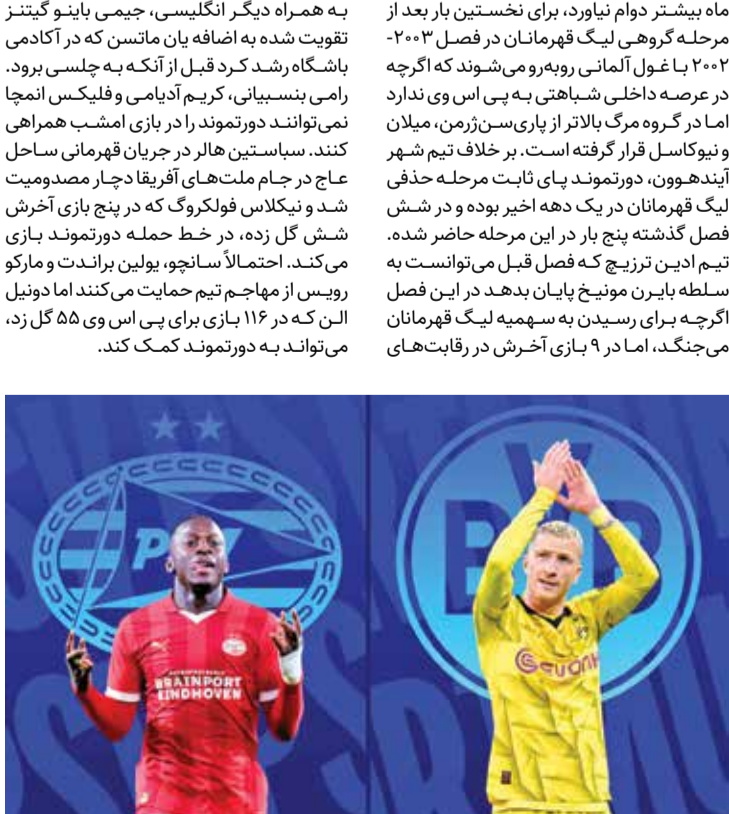 ماه بیشتر دوام نیاورد، برای نخستین بار بعد از
مرحله گروهی لیگ قهرمانان در فصل ۲۰۰۳-
۲۰۰۲ با غول آلمانی روبه‌رو می‌شوند که اگرچه
در عرصه داخلی شباهتی به پی اس وی ندارد
اما در گروه مرگ بالاتر از پاری‌سن‌ژرمن، میلان
و نیوکاسل قرار گرفته است. بر خلاف تیم شهر
آیندهوون، دورتموند پای ثابت مرحله حذفی
لیگ قهرمانان در یک دهه اخیر بوده و در شش
فصل گذشته پنج بار در این مرحله حاضر شده.
تیم ادین ترزیچ که فصل قبل می‌توانست به
سلطه بایرن مونیخ پایان بدهد در این فصل
اگرچه برای رسیدن به سهمیه لیگ قهرمانان
می‌جنگد، اما در ۹ بازی آخرش در رقابت‌های
به همراه دیگر انگلیسی، جیمی باینو گیتنز
تقویت شده به اضافه یان ماتسن که در آکادمی
باشگاه رشد کرد قبل از آنکه به چلسی برود.
رامی بنسبیانی، کریم آدیامی و فلیکس انمچا
نمی‌توانند دورتموند را در بازی امشب همراهی
کنند. سباستین هالر در جریان قهرمانی ساحل
عاج در جام ملت‌های آفریقا دچار مصدومیت
شد و نیکلاس فولکروگ که در پنج بازی آخرش
شش گل زده، در خط حمله دورتموند بازی
می‌کند. احتمالاً سانچو، یولین براندت و مارکو
رویس از مهاجم تیم حمایت می‌کنند اما دونیل
الن که در ۱۱۶ بازی برای پی اس وی ۵۵ گل زد،
می‌تواند به دورتموند کمک کند.
PSV
BVB
BRAINPORT
EINDHOVEN
EVONIK